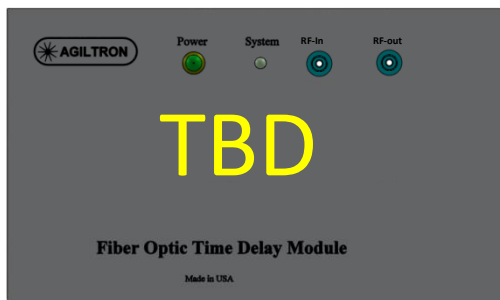 AGILTRON
Power System RF-In RF-out
TBD
Fiber Optic Time Delay Module
Made in USA